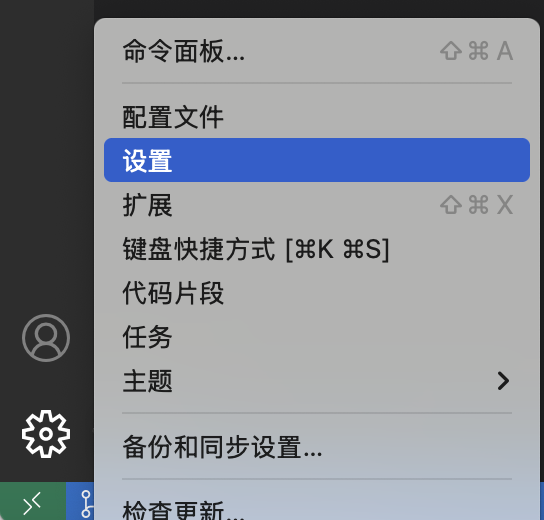 命令面板... ⇧⌘A
配置文件
设置
扩展 ⇧⌘X
键盘快捷方式 [⌘K ⌘S]
代码片段
任务
主题
备份和同步设置...
检查更新...